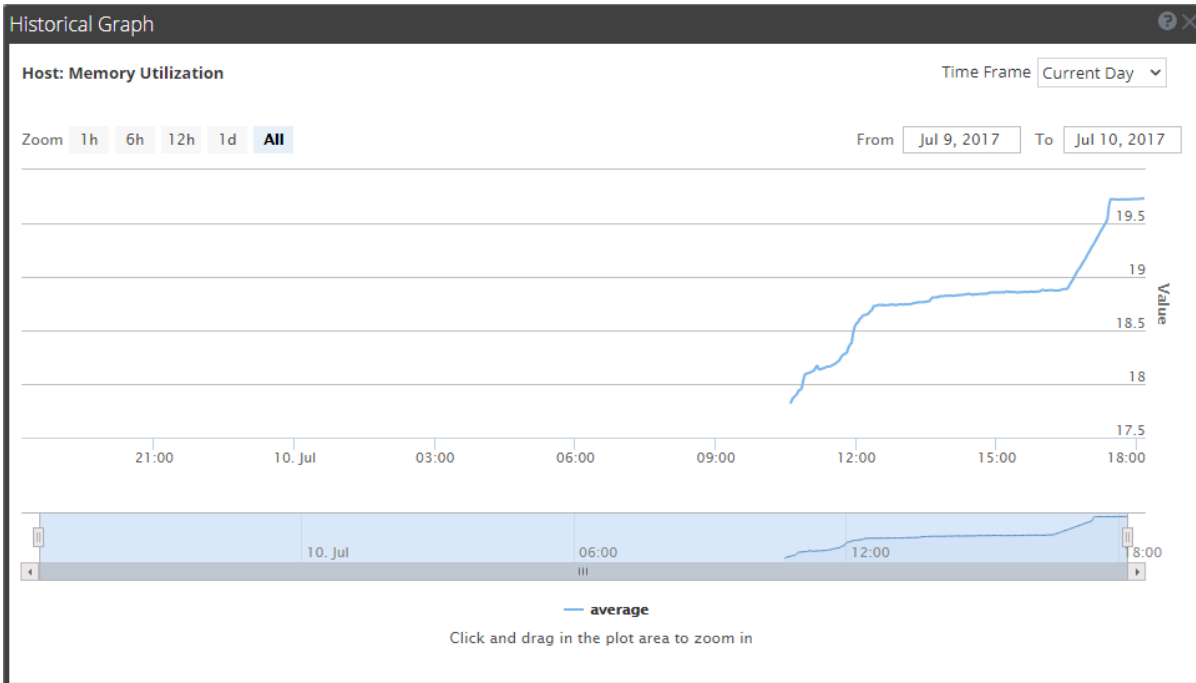 Historical Graph
Host: Memory Utilization
Time Frame Current Day
Zoom 1h 6h 12h 1d All
From Jul 9, 2017 To Jul 10, 2017
19.5
19
18.5
18
17.5
Value
21:00 10. Jul 03:00 06:00 09:00 12:00 15:00 18:00
10. Jul 06:00 12:00 18:00
average
Click and drag in the plot area to zoom in